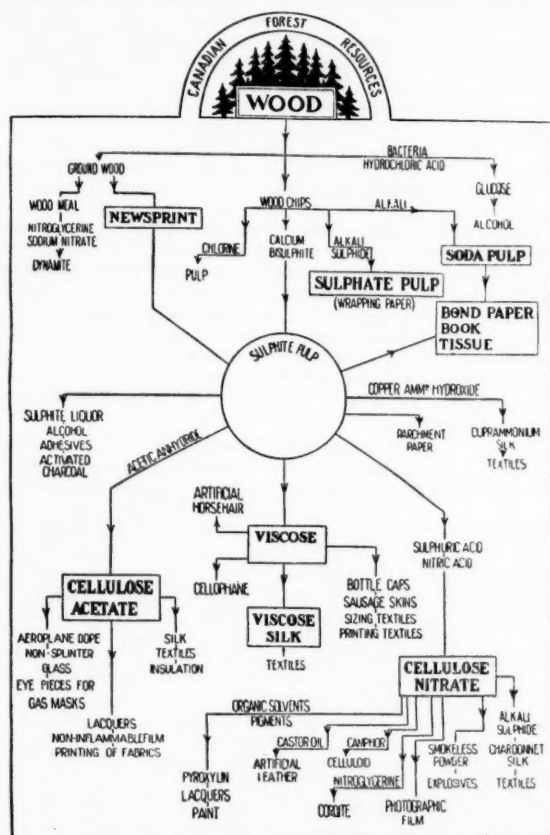 CANADIAN FOREST RESOURCES
WOOD
GROUND WOOD
BACTERIA
HYDROCHLORIC ACID
WOOD MEAL
NITROGLYCERINE
SODIUM NITRATE
DYNAMITE
NEWSPRINT
WOOD CHIPS
ALKALI
GLUCOSE
ALCOHOL
CHLORINE
PULP
CALCIUM
BISULPHITE
ALKALI
SULPHIDE
SULPHATE PULP
(WRAPPING PAPER)
SODA PULP
BOND PAPER
BOOK
TISSUE
SULPHITE PULP
SULPHITE LIQUOR
ALCOHOL
ADHESIVES
ACTIVATED
CHARCOAL
ACETIC ANHYDRIDE
COPPER AMMM HYDROXIDE
PARCHMENT
PAPER
CUPRAMMONIUM
SILK
TEXTILES
ARTIFICIAL
HORSEHAIR
VISCOSE
CELLOPHANE
BOTTLE CAPS
SAUSAGE SKINS
SIZING TEXTILES
PRINTING TEXTILES
VISCOSE
SILK
TEXTILES
SULPHURIC ACID
NITRIC ACID
CELLULOSE
ACETATE
AEROPLANE DOPE
NON-SPLINTER
GLASS
EYE PIECES FOR
GAS MASKS
SILK
TEXTILES
INSULATION
LACQUERS
NON-INFLAMMABLE FILM
PRINTING OF FABRICS
CELLULOSE
NITRATE
ORGANIC SOLVENTS
PIGMENTS
PYROXYLIN
LACQUERS
PAINT
CASTOR OIL
ARTIFICIAL
LEATHER
CAMPHOR
CELLULOID
NITROGLYCERINE
CORDITE
PHOTOGRAPHIC
FILM
SMOKELESS
POWDER
EXPLOSIVES
ALKALI
SULPHIDE
CHARDONNET
SILK
TEXTILES